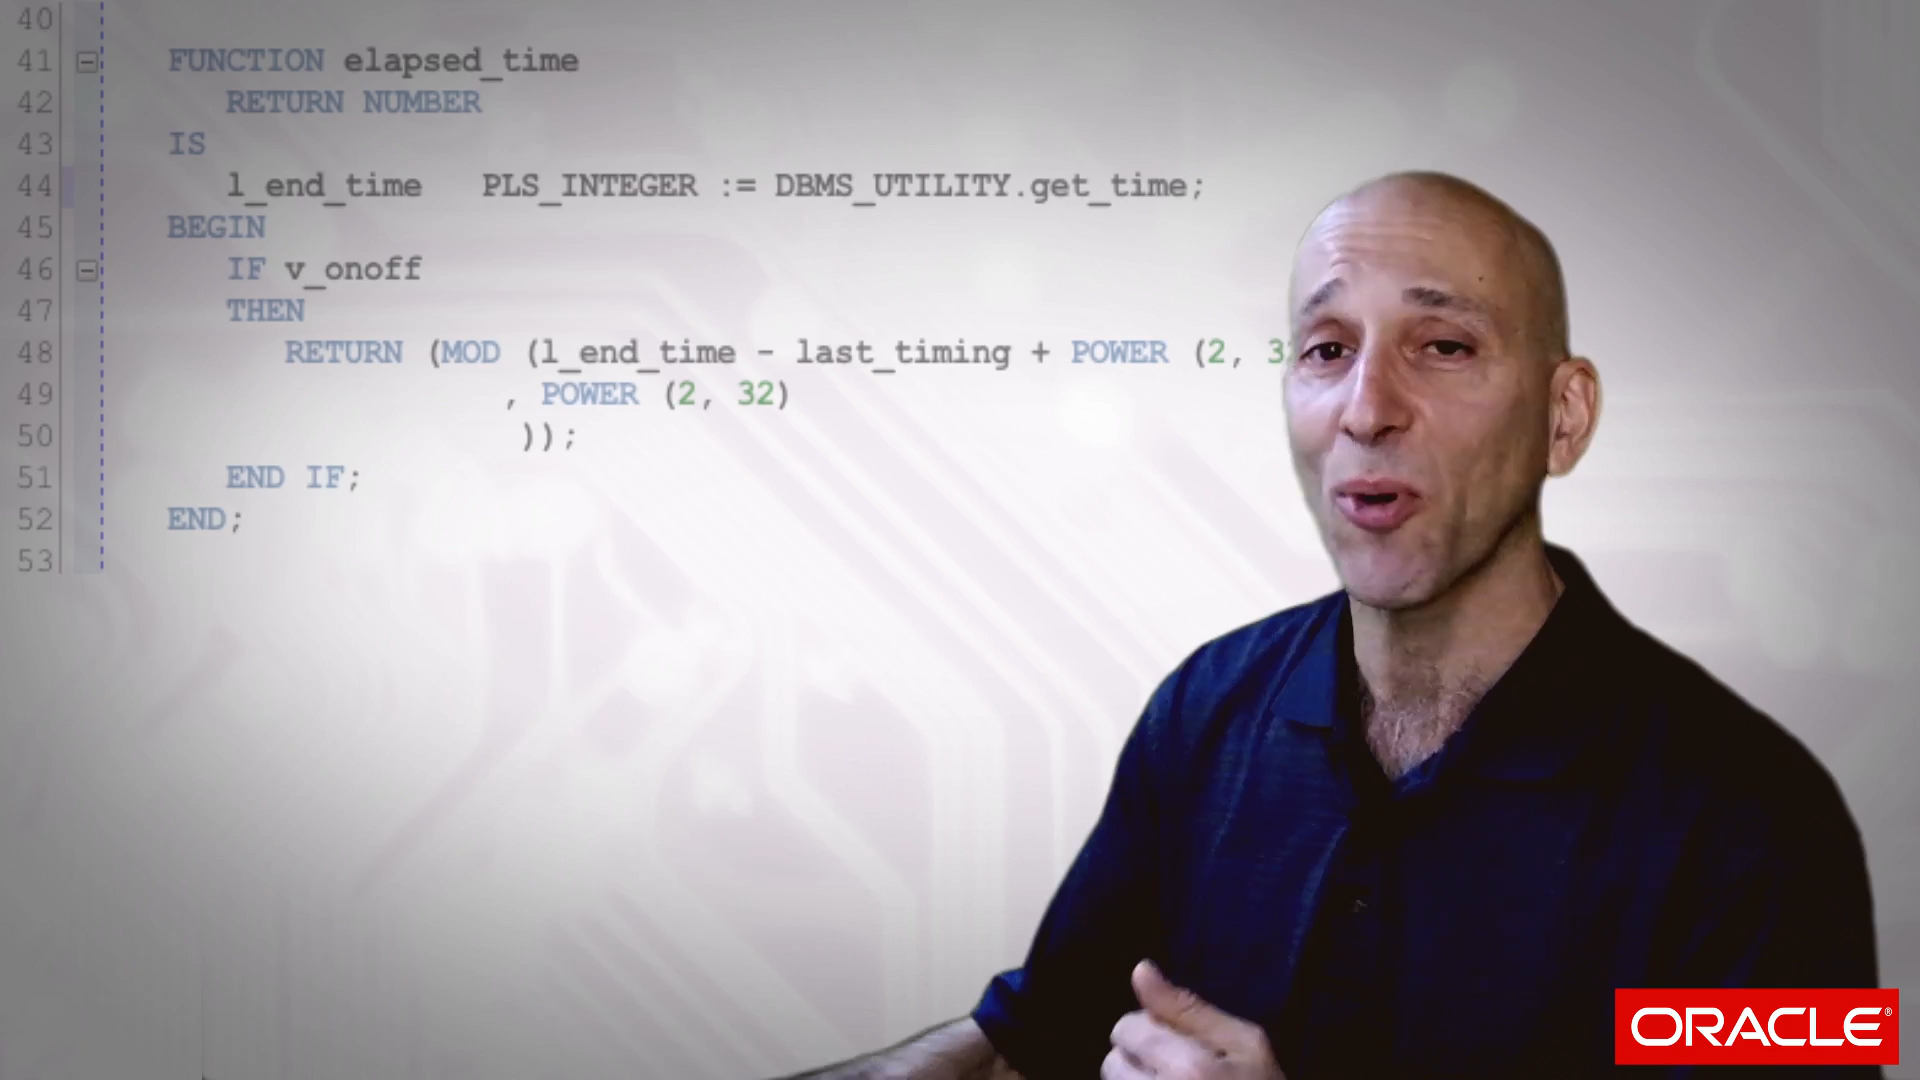 40
41 FUNCTION elapsed_time
42 RETURN NUMBER
43 IS
44 l_end_time PLS_INTEGER := DBMS_UTILITY.get_time;
45 BEGIN
46 IF v_onoff
47 THEN
48 RETURN (MOD (l_end_time - last_timing + POWER (2,
49 , POWER (2, 32)
50 ));
51 END IF;
52 END;
53
ORACLE®